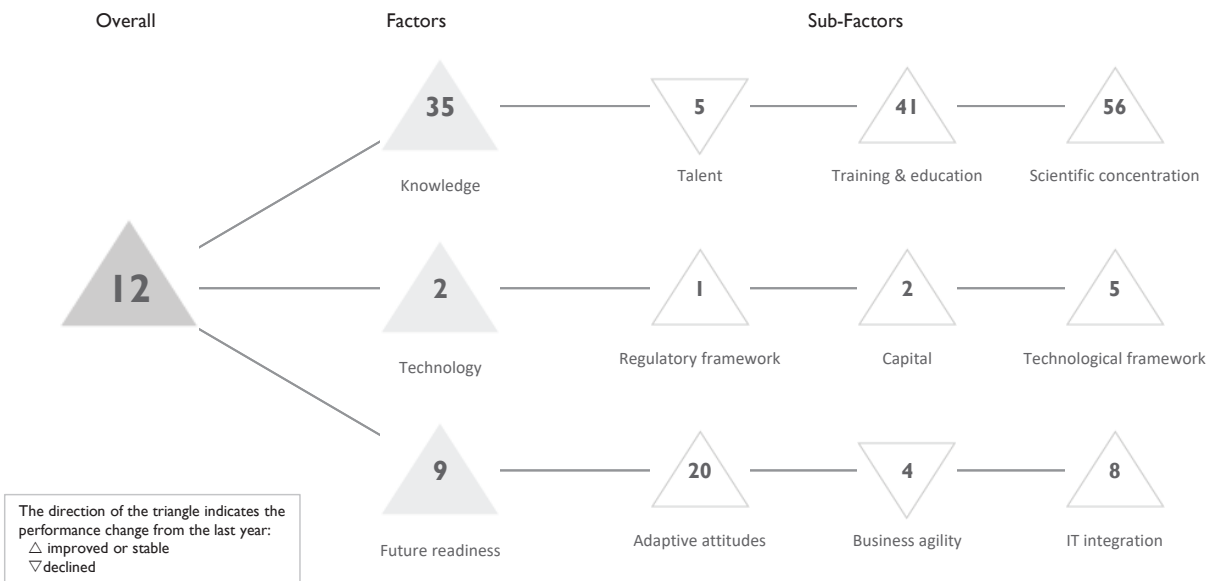 Overall Factors Sub-Factors
35 5 41 56
Knowledge Talent Training & education Scientific concentration
12 2 1 2 5
Technology Regulatory framework Capital Technological framework
9 20 4 8
Future readiness Adaptive attitudes Business agility IT integration
The direction of the triangle indicates the
performance change from the last year:
△ improved or stable
▽ declined